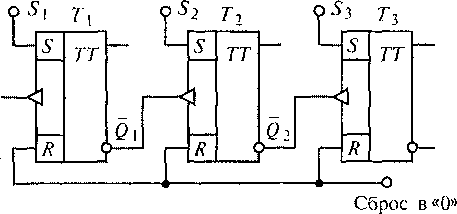 S1 T1 S2 T2 S3 T3
S TT S TT S TT
Q̄1 Q̄2
R R R
Сброс в «0»